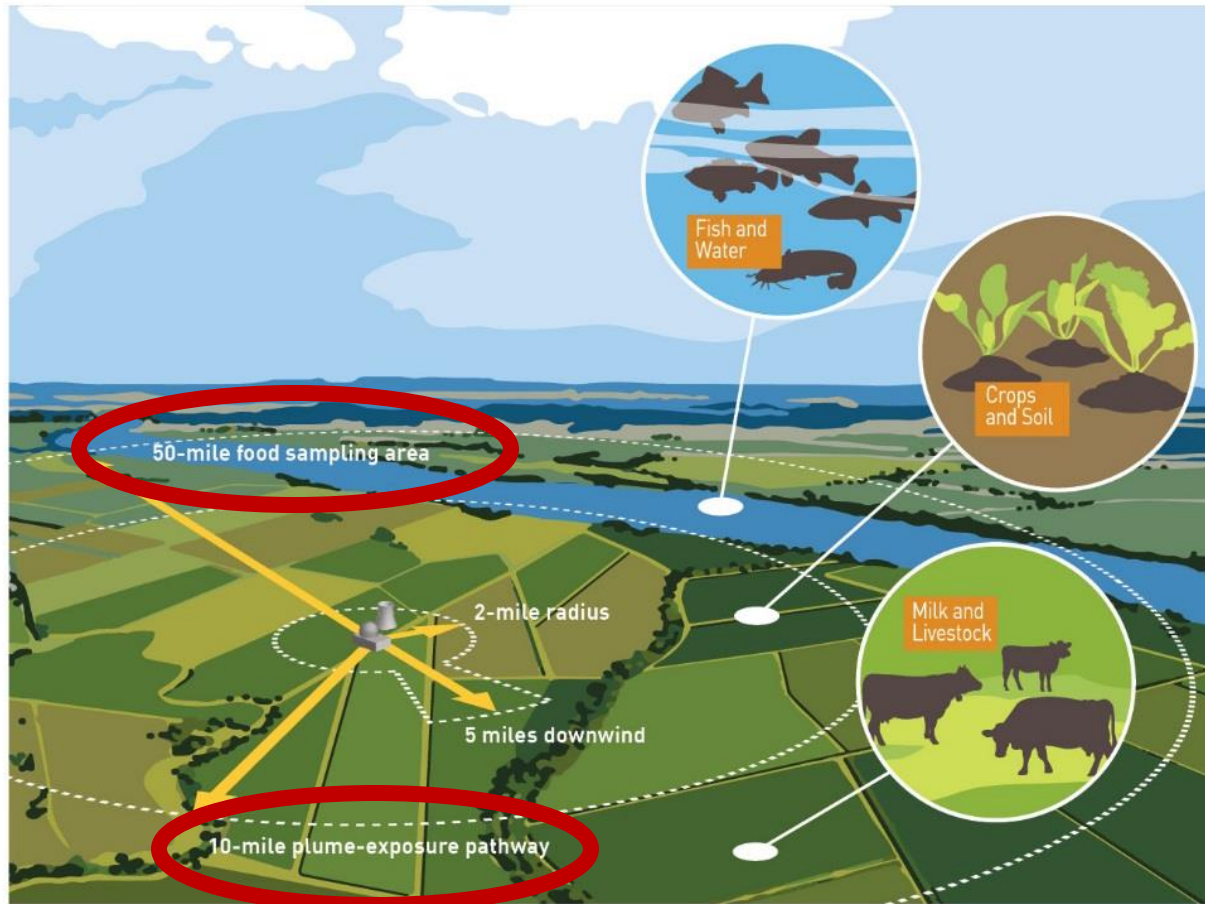 Fish and
Water
Crops
and Soil
50-mile food sampling area
2-mile radius
Milk and
Livestock
5 miles downwind
10-mile plume-exposure pathway